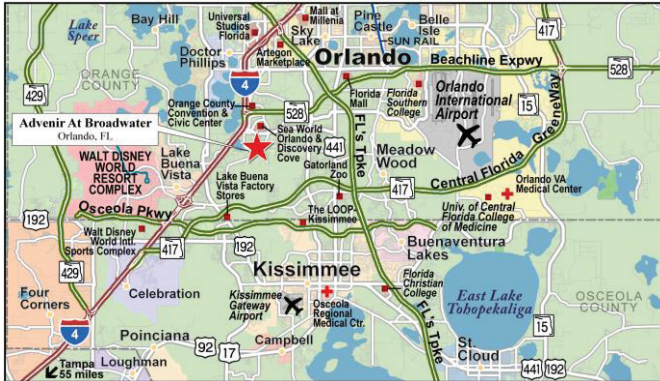 Lake
Speer
Bay Hill
Universal
Studios
Florida
Mall at
Millenia
Sky
Lake
Pine
Castle
Belle
Isle
SUN RAIL
417
Doctor
Phillips
Artegon
Marketplace
Orlando
Beachline Expwy
528
ORANGE
COUNTY
429
4
Orange County
Convention &
Civic Center
528
Florida
Mall
Florida
Southern
College
Orlando
International
Airport
15
Advenir At Broadwater
Orlando, FL
Sea World
Orlando &
Discovery
Cove
441
Fl's Tpke
Meadow
Wood
Central Florida GreeneWay
WALT DISNEY
WORLD
RESORT
COMPLEX
Lake
Buena
Vista
Gatorland
Zoo
417
Orlando VA
Medical Center
Lake Buena
Vista Factory
Stores
192
Osceola Pkwy
The LOOP-
Kissimmee
Univ. of Central
Florida College
of Medicine
Walt Disney
World Intl.
Sports Complex
417
192
Buenaventura
Lakes
429
Kissimmee
Florida
Christian
College
Four
Corners
Celebration
Kissimmee
Gateway
Airport
Osceola
Regional
Medical Ctr.
East Lake
Tohopekaliga
OSCEOLA
COUNTY
4
Poinciana
92
17
Campbell
Fl's Tpke
15
Tampa
55 miles
Loughman
St.
Cloud
441
192